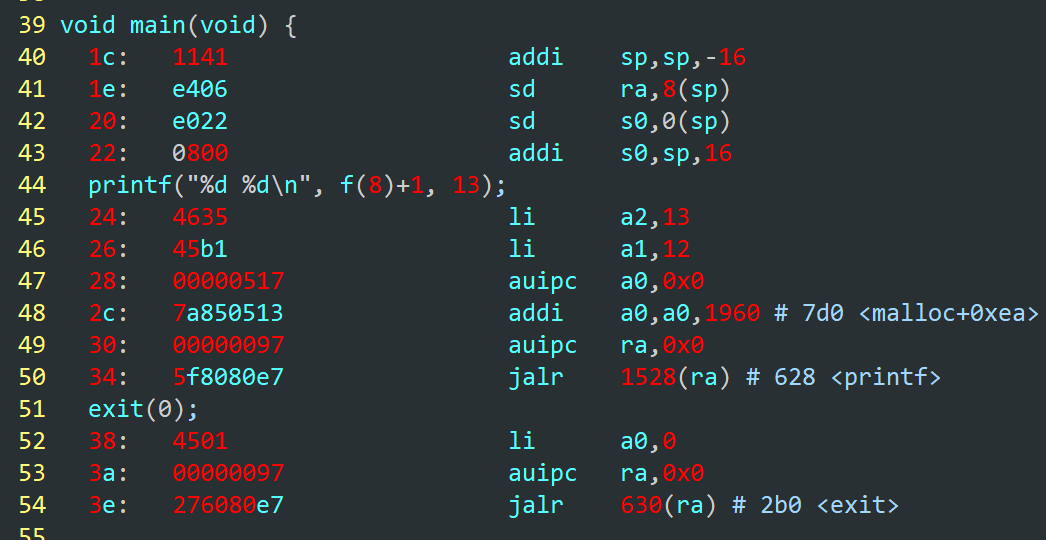 39 void main(void) {
40   1c:   1141                    addi    sp,sp,-16
41   1e:   e406                    sd      ra,8(sp)
42   20:   e022                    sd      s0,0(sp)
43   22:   0800                    addi    s0,sp,16
44   printf("%d %d\n", f(8)+1, 13);
45   24:   4635                    li      a2,13
46   26:   45b1                    li      a1,12
47   28:   00000517                auipc   a0,0x0
48   2c:   7a850513                addi    a0,a0,1960 # 7d0 <malloc+0xea>
49   30:   00000097                auipc   ra,0x0
50   34:   5f8080e7                jalr    1528(ra) # 628 <printf>
51   exit(0);
52   38:   4501                    li      a0,0
53   3a:   00000097                auipc   ra,0x0
54   3e:   276080e7                jalr    630(ra) # 2b0 <exit>
55